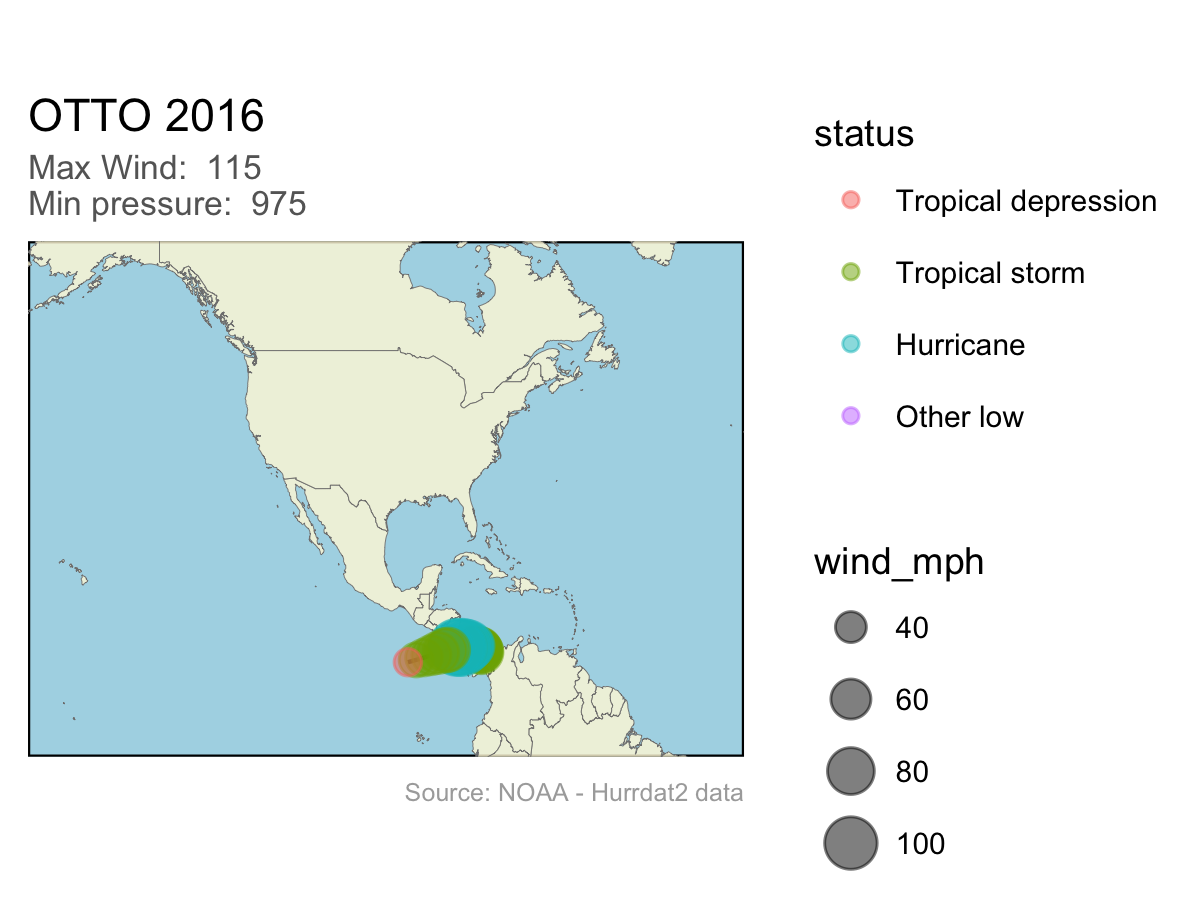 OTTO 2016
Max Wind:  115
Min pressure:  975
status
Tropical depression
Tropical storm
Hurricane
Other low
wind_mph
40
60
80
100
Source: NOAA - Hurrdat2 data